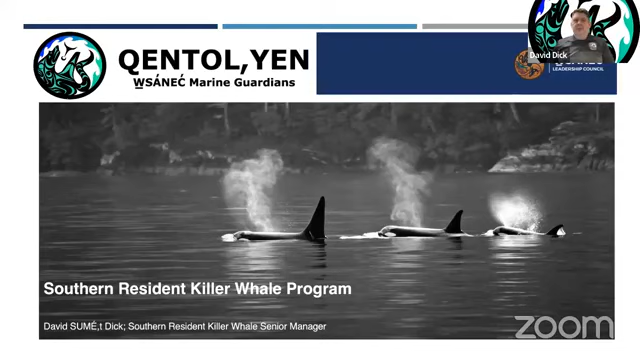 QENTOL,YEN
W̱SÁNEĆ Marine Guardians
David Dick
LEADERSHIP COUNCIL
Southern Resident Killer Whale Program
David SUMÉ,t Dick; Southern Resident Killer Whale Senior Manager
zoom